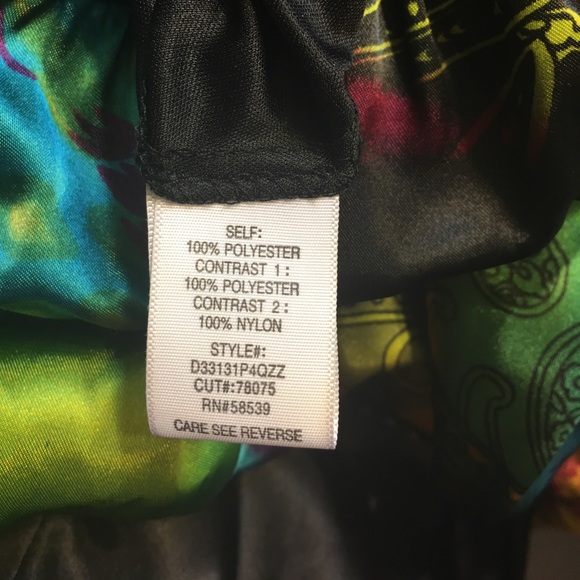 SELF:
100% POLYESTER
CONTRAST 1 :
100% POLYESTER
CONTRAST 2 :
100% NYLON
STYLE#:
D33131P4QZZ
CUT#:78075
RN#58539
CARE SEE REVERSE